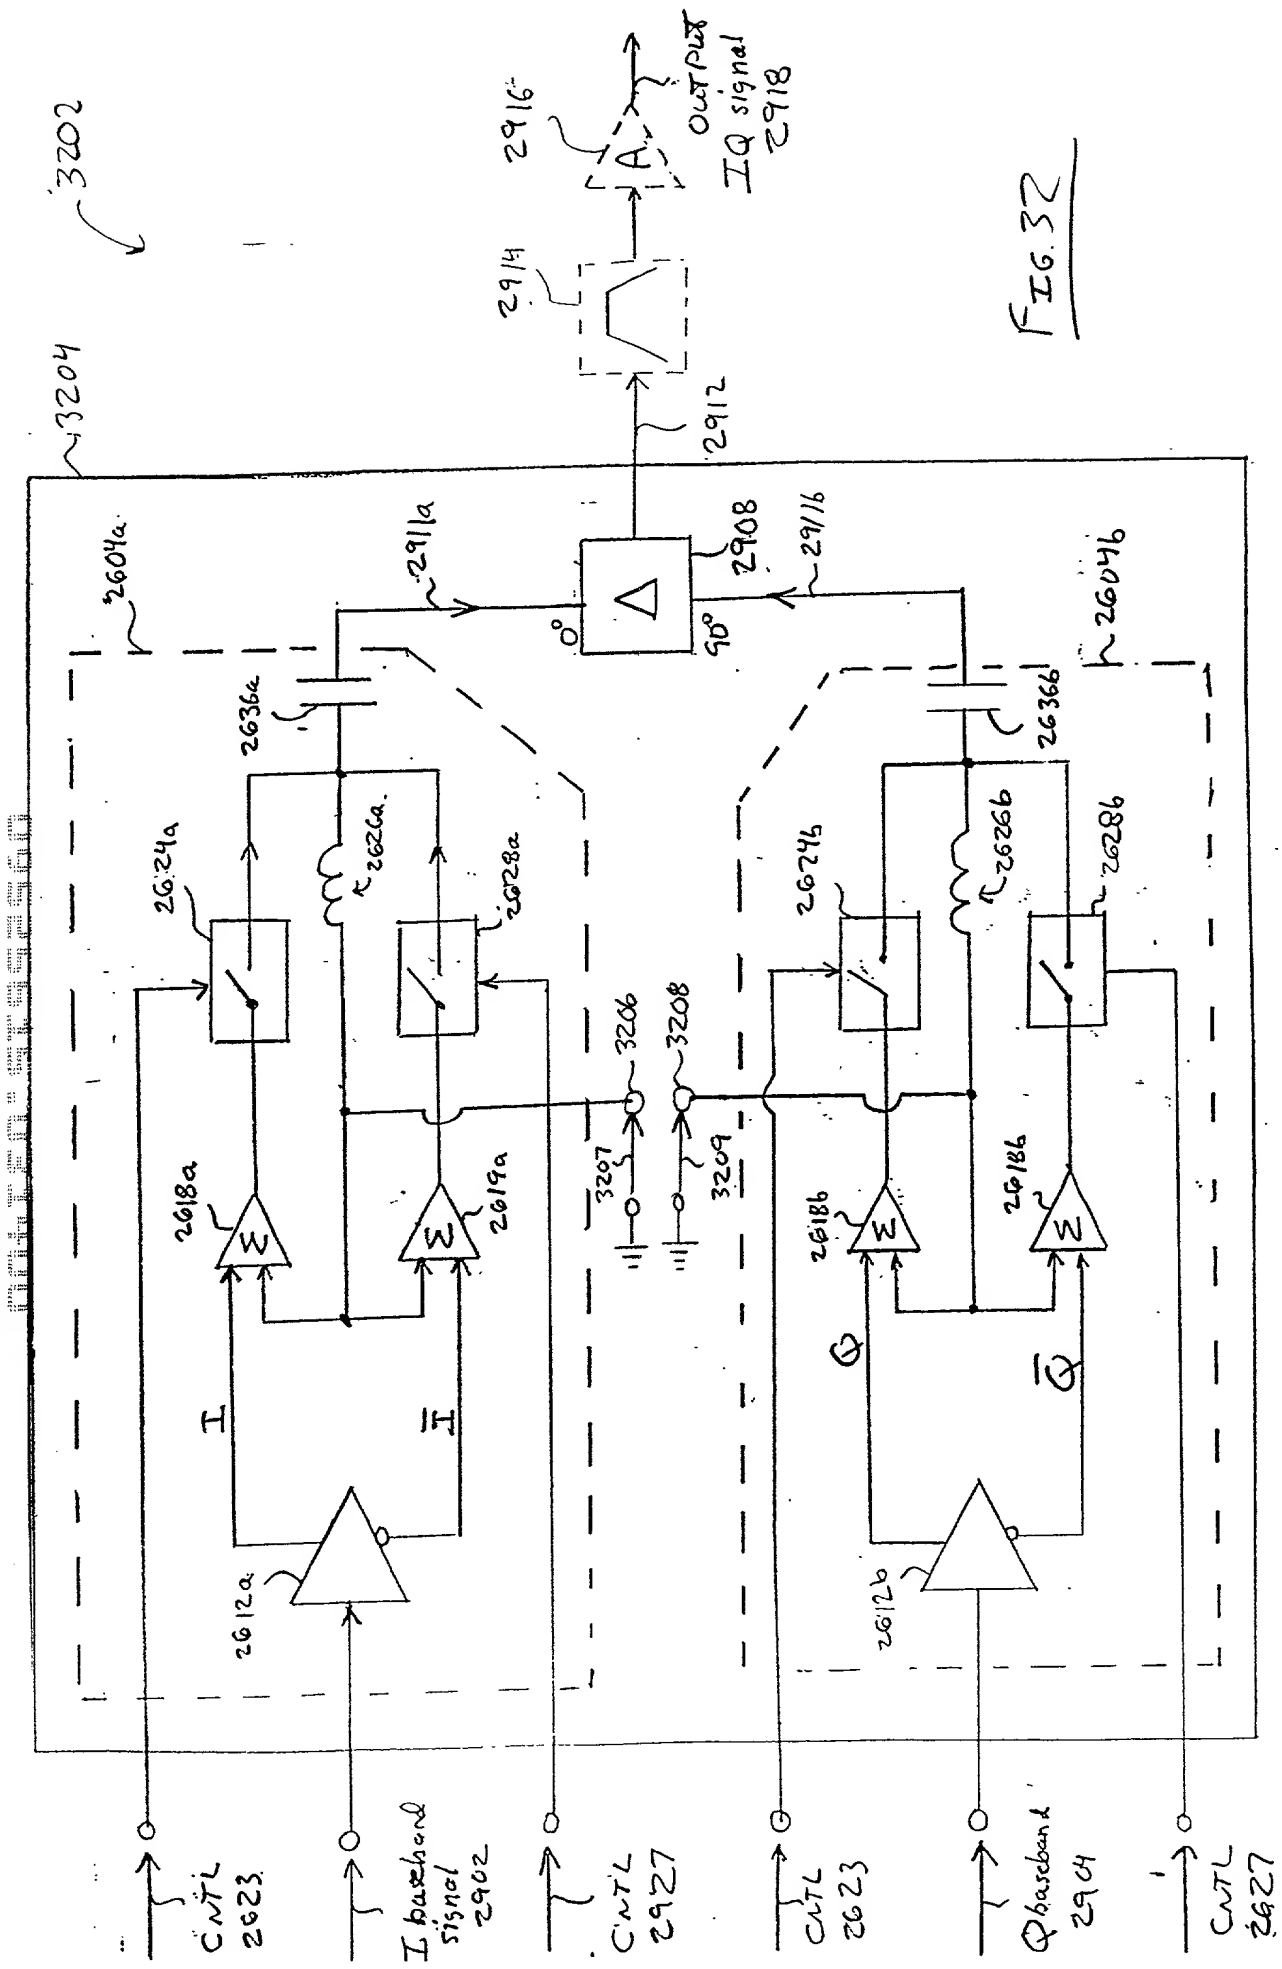 3202
3204
2604a.
CNTL
2623
2624a
2618a
Σ
2636a
2911a
I
2612a
I baseband
signal
2902
2626a.
0°
Δ
2908
90°
2912
2914
2916
A
OUTPUT
IQ signal
2918
Ī
2619a
Σ
2628a
CNTL
2927
3207
3206
3209
3208
CNTL
2623
2624b
2618b
Σ
Q
2911b
2604b
2636b
2612b
2626b
Q baseband
2904
Q̄
2618b
Σ
2628b
CNTL
2627
FIG. 32